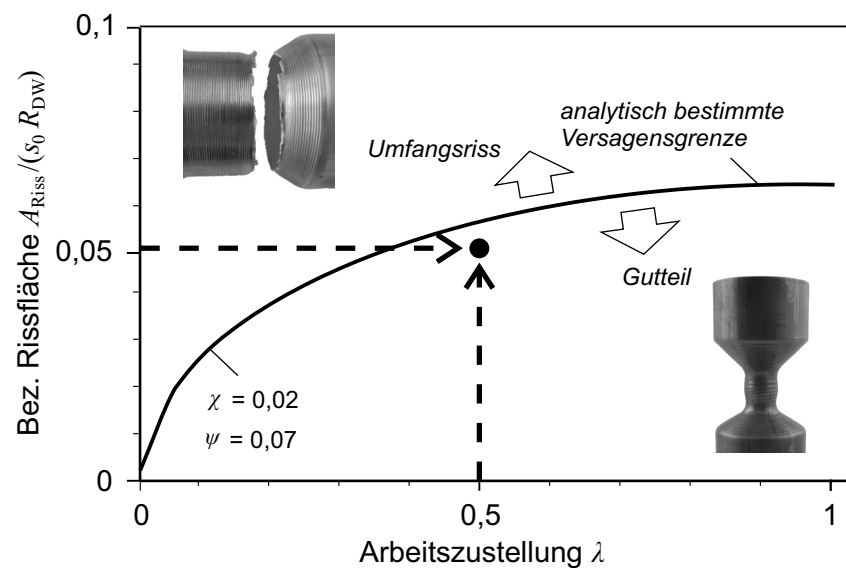 0,1
analytisch bestimmte
Versagensgrenze
Umfangsriss
Bez. Rissfläche A_Riss/(s_0 R_DW)
0,05
Gutteil
χ = 0,02
ψ = 0,07
0
0 0,5 1
Arbeitszustellung λ